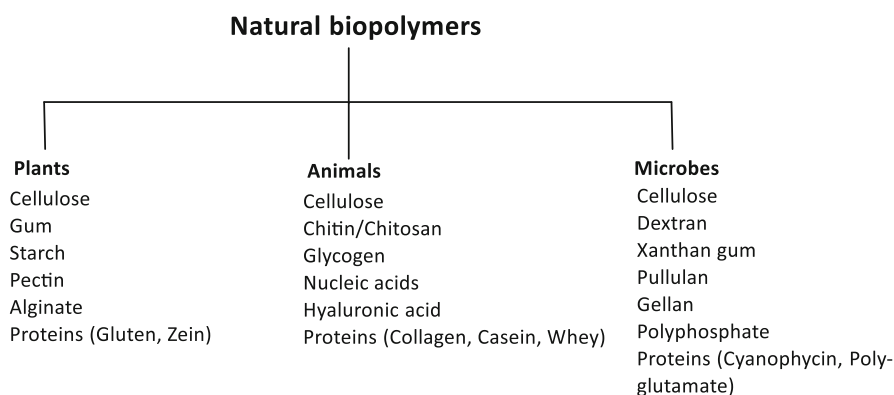 Natural biopolymers
Plants
Cellulose
Gum
Starch
Pectin
Alginate
Proteins (Gluten, Zein)
Animals
Cellulose
Chitin/Chitosan
Glycogen
Nucleic acids
Hyaluronic acid
Proteins (Collagen, Casein, Whey)
Microbes
Cellulose
Dextran
Xanthan gum
Pullulan
Gellan
Polyphosphate
Proteins (Cyanophycin, Poly-
glutamate)